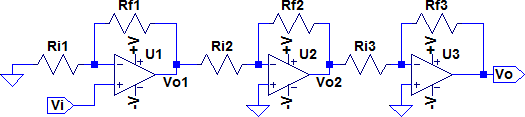 Rf1 Rf2 Rf3
Ri1 +V U1 Ri2 +V U2 Ri3 +V U3
Vo1 Vo2 Vo
Vi -V -V -V